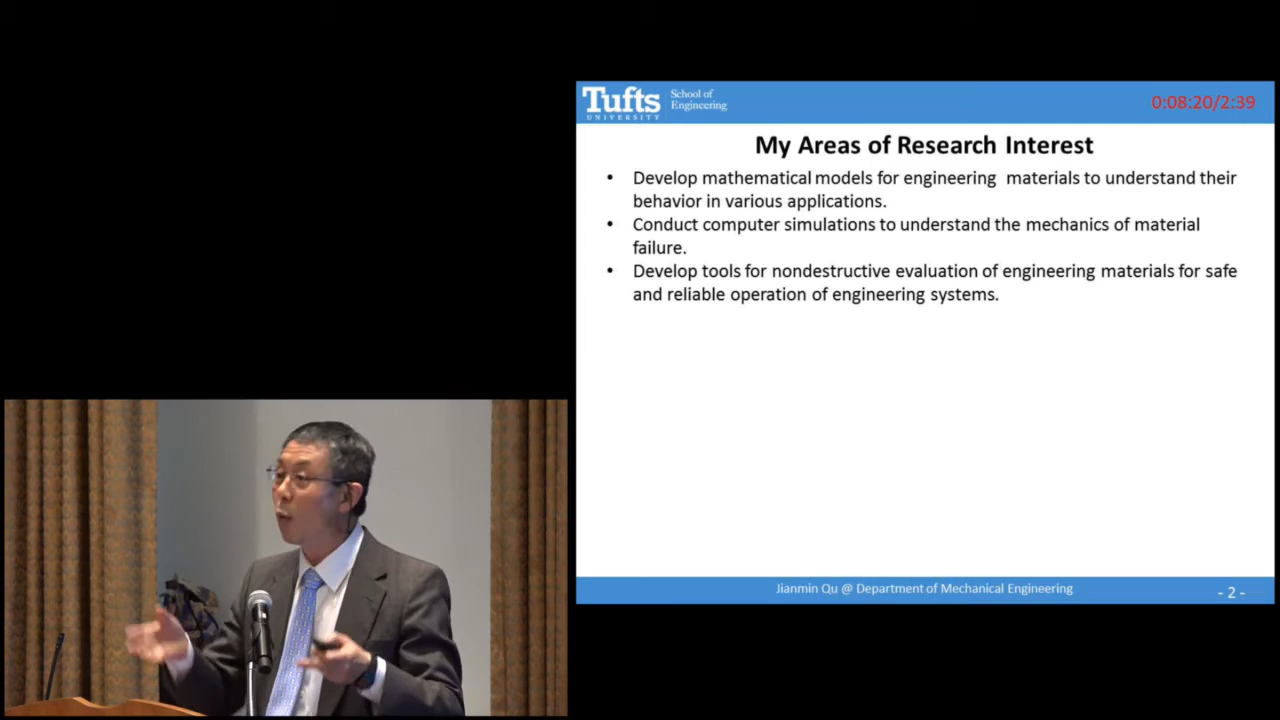 Tufts
UNIVERSITY
School of
Engineering
0:08:20/2:39
My Areas of Research Interest
• Develop mathematical models for engineering materials to understand their
behavior in various applications.
• Conduct computer simulations to understand the mechanics of material
failure.
• Develop tools for nondestructive evaluation of engineering materials for safe
and reliable operation of engineering systems.
Jianmin Qu @ Department of Mechanical Engineering
- 2 -